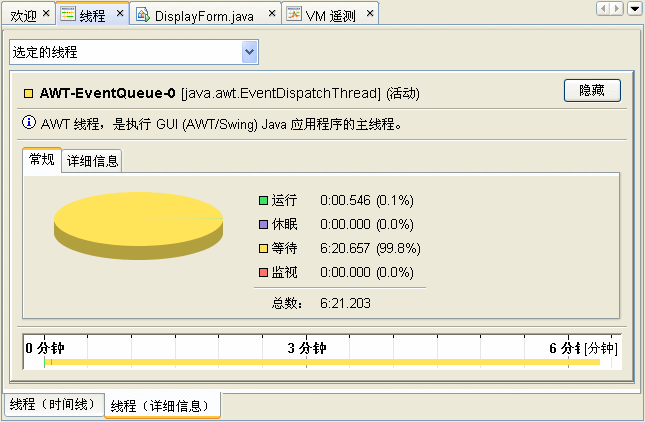 欢迎 线程 DisplayForm.java VM 遥测
选定的线程
AWT-EventQueue-0 [java.awt.EventDispatchThread] (活动) 隐藏
AWT 线程，是执行 GUI (AWT/Swing) Java 应用程序的主线程。
常规 详细信息
运行 0:00.546 (0.1%)
休眠 0:00.000 (0.0%)
等待 6:20.657 (99.8%)
监视 0:00.000 (0.0%)
总数： 6:21.203
0 分钟 3 分钟 6 分钟 [分钟]
线程（时间线） 线程（详细信息）